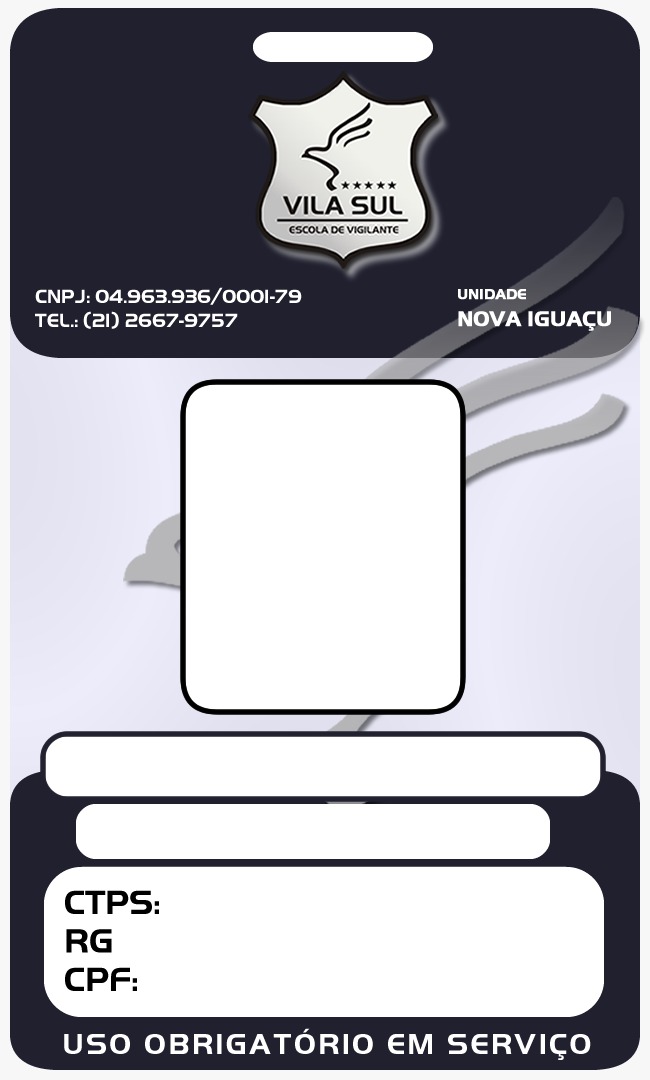 ★★★★★
VILA SUL
ESCOLA DE VIGILANTE
CNPJ: 04.963.936/0001-79
TEL.: (21) 2667-9757
UNIDADE
NOVA IGUAÇU
CTPS:
RG
CPF:
USO OBRIGATÓRIO EM SERVIÇO